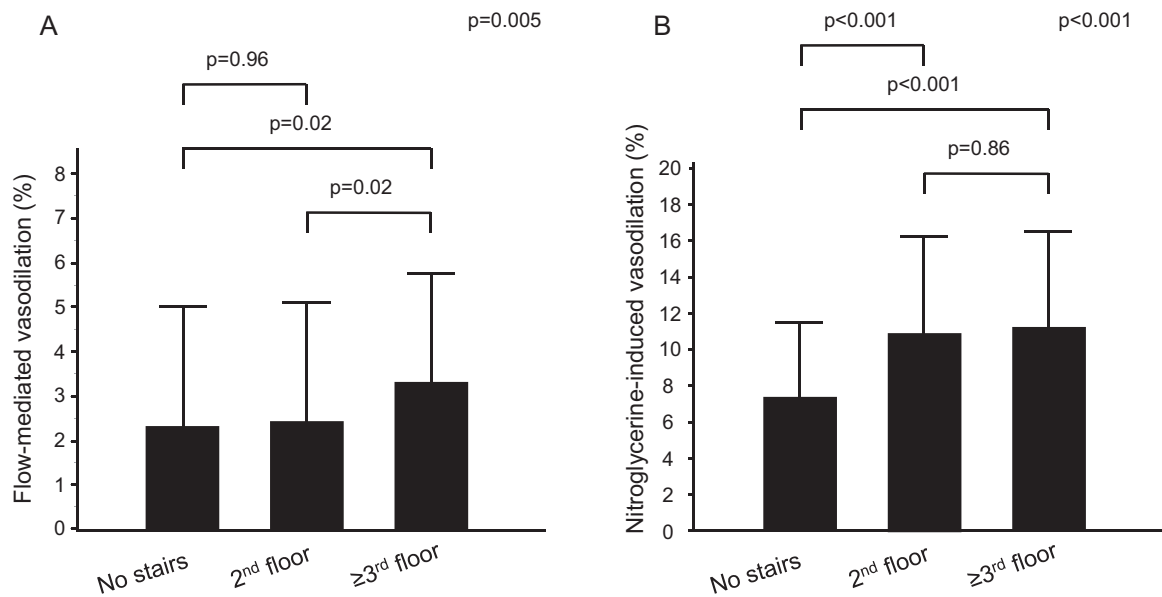 A
p=0.005
p=0.96
p=0.02
p=0.02
Flow-mediated vasodilation (%)
8
7
6
5
4
3
2
1
0
No stairs
2nd floor
≥3rd floor
B
p<0.001
p<0.001
p<0.001
p=0.86
Nitroglycerine-induced vasodilation (%)
20
18
16
14
12
10
8
6
4
2
0
No stairs
2nd floor
≥3rd floor